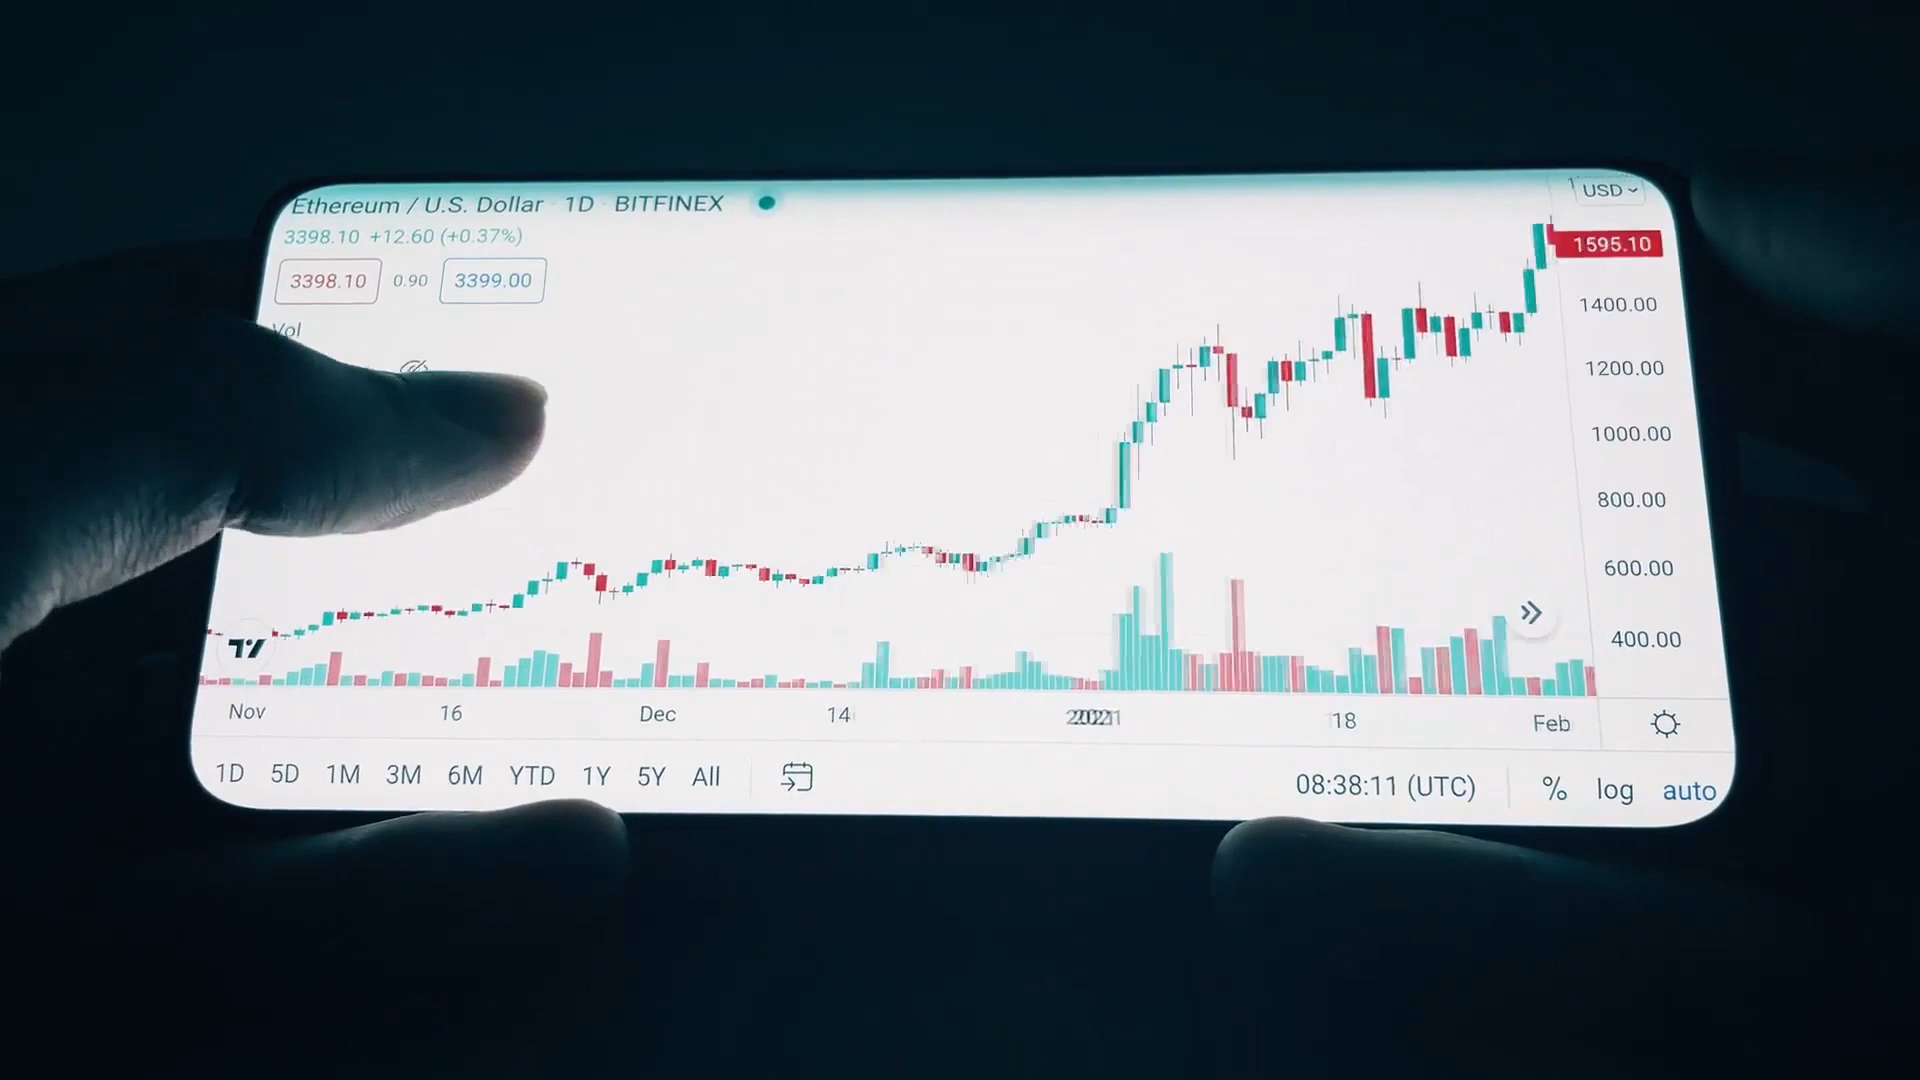 Ethereum / U.S. Dollar · 1D · BITFINEX
USD
3398.10 +12.60 (+0.37%)
1595.10
3398.10 0.90 3399.00
Vol
1400.00
1200.00
1000.00
800.00
600.00
400.00
Nov 16 Dec 14 2021 18 Feb
1D 5D 1M 3M 6M YTD 1Y 5Y All 08:38:11 (UTC) % log auto